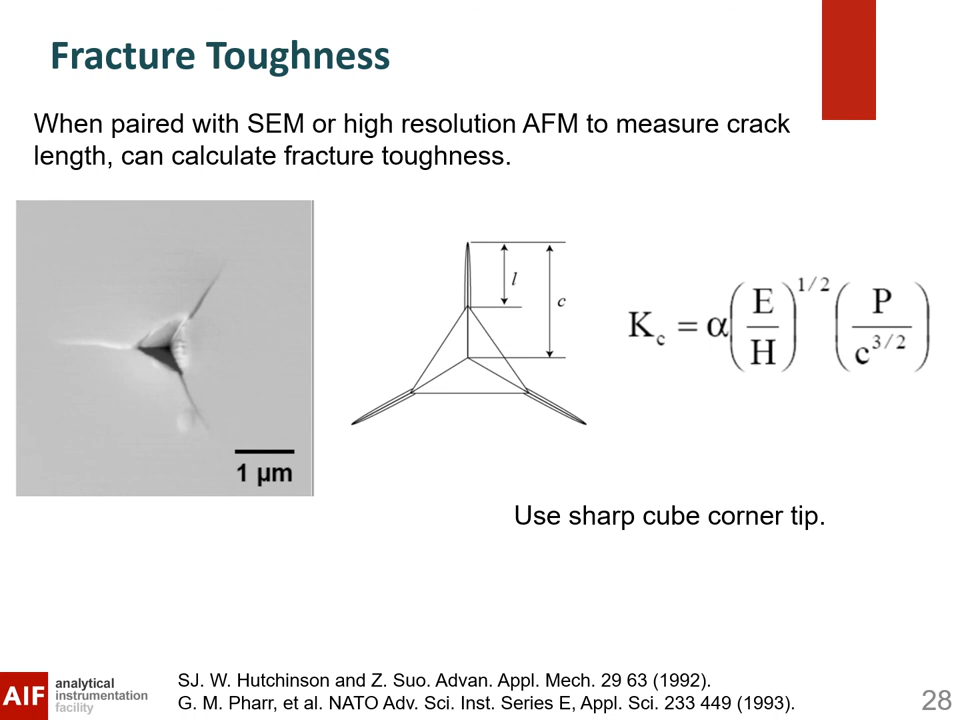 Fracture Toughness
When paired with SEM or high resolution AFM to measure crack
length, can calculate fracture toughness.
l
c
K_c = α(E/H)^1/2 (P/c^3/2)
1 µm
Use sharp cube corner tip.
AIF analytical instrumentation facility
SJ. W. Hutchinson and Z. Suo. Advan. Appl. Mech. 29 63 (1992).
G. M. Pharr, et al. NATO Adv. Sci. Inst. Series E, Appl. Sci. 233 449 (1993).
28